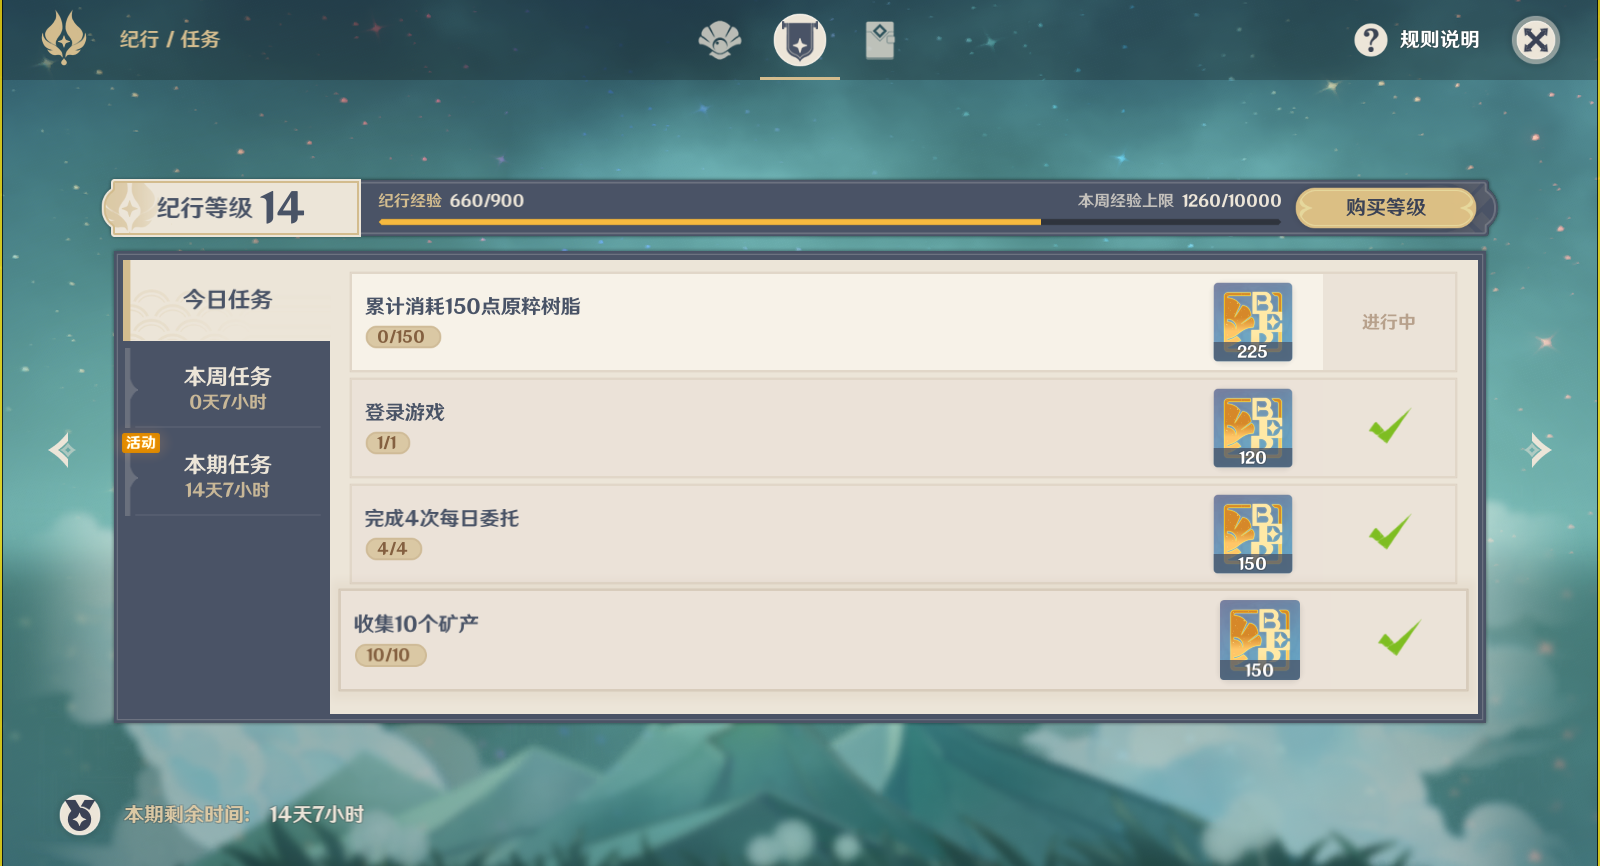 纪行 / 任务
规则说明
纪行等级 14
纪行经验 660/900
本周经验上限 1260/10000
购买等级
今日任务
本周任务
0天7小时
活动
本期任务
14天7小时
累计消耗150点原粹树脂
0/150
225
进行中
登录游戏
1/1
120
完成4次每日委托
4/4
150
收集10个矿产
10/10
150
本期剩余时间: 14天7小时